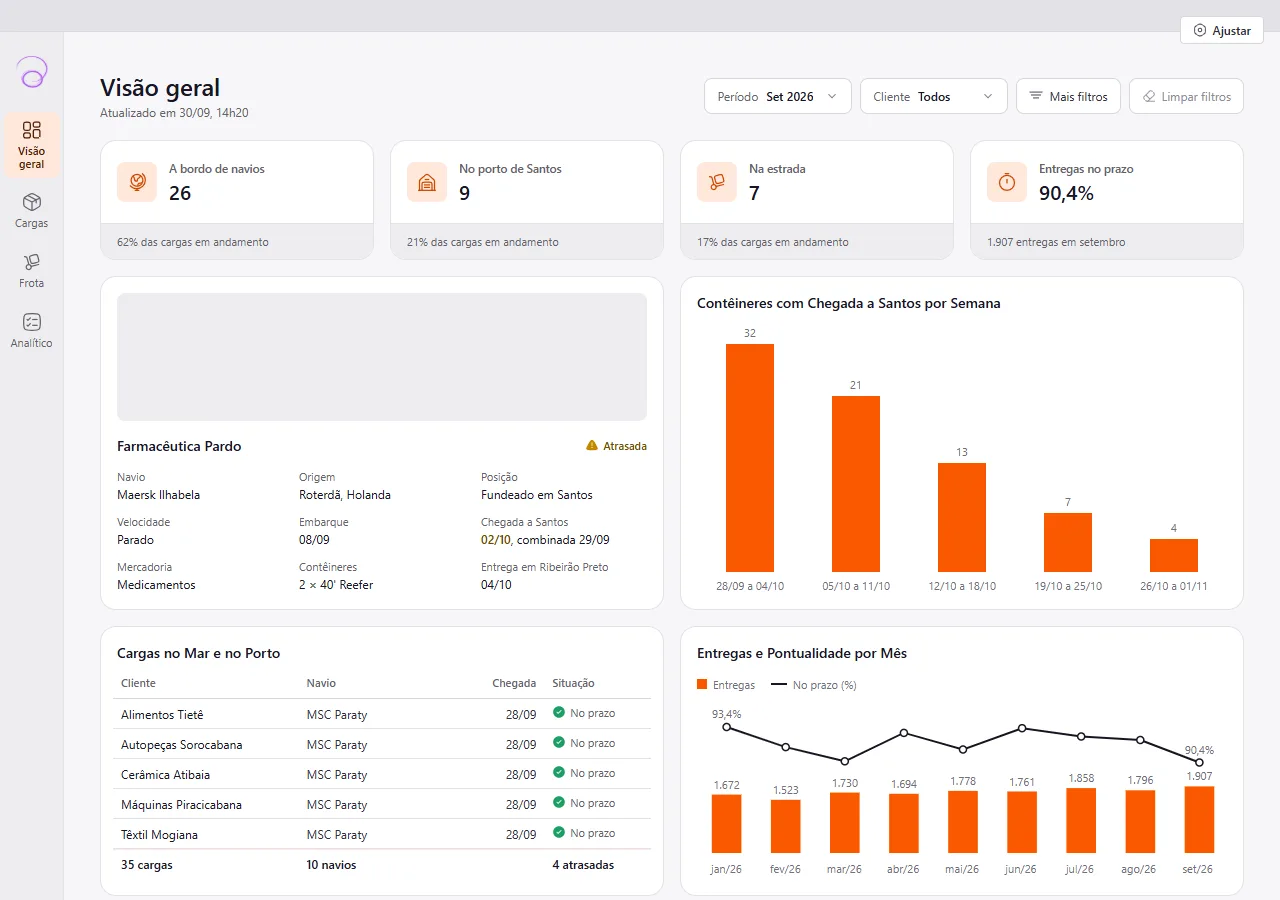 Ajustar
Visão geral
Atualizado em 30/09, 14h20
Período Set 2026
Cliente Todos
Mais filtros
Limpar filtros
Visão geral
Cargas
Frota
Analítico
A bordo de navios
26
62% das cargas em andamento
No porto de Santos
9
21% das cargas em andamento
Na estrada
7
17% das cargas em andamento
Entregas no prazo
90,4%
1.907 entregas em setembro
Farmacêutica Pardo
Atrasada
Navio
Maersk Ilhabela
Origem
Roterdã, Holanda
Posição
Fundeado em Santos
Velocidade
Parado
Embarque
08/09
Chegada a Santos
02/10, combinada 29/09
Mercadoria
Medicamentos
Contêineres
2 × 40' Reefer
Entrega em Ribeirão Preto
04/10
Contêineres com Chegada a Santos por Semana
32
21
13
7
4
28/09 a 04/10
05/10 a 11/10
12/10 a 18/10
19/10 a 25/10
26/10 a 01/11
Cargas no Mar e no Porto
Cliente Navio Chegada Situação
Alimentos Tietê MSC Paraty 28/09 No prazo
Autopeças Sorocabana MSC Paraty 28/09 No prazo
Cerâmica Atibaia MSC Paraty 28/09 No prazo
Máquinas Piracicabana MSC Paraty 28/09 No prazo
Têxtil Mogiana MSC Paraty 28/09 No prazo
35 cargas 10 navios 4 atrasadas
Entregas e Pontualidade por Mês
Entregas No prazo (%)
93,4%
90,4%
1.672 1.523 1.730 1.694 1.778 1.761 1.858 1.796 1.907
jan/26 fev/26 mar/26 abr/26 mai/26 jun/26 jul/26 ago/26 set/26